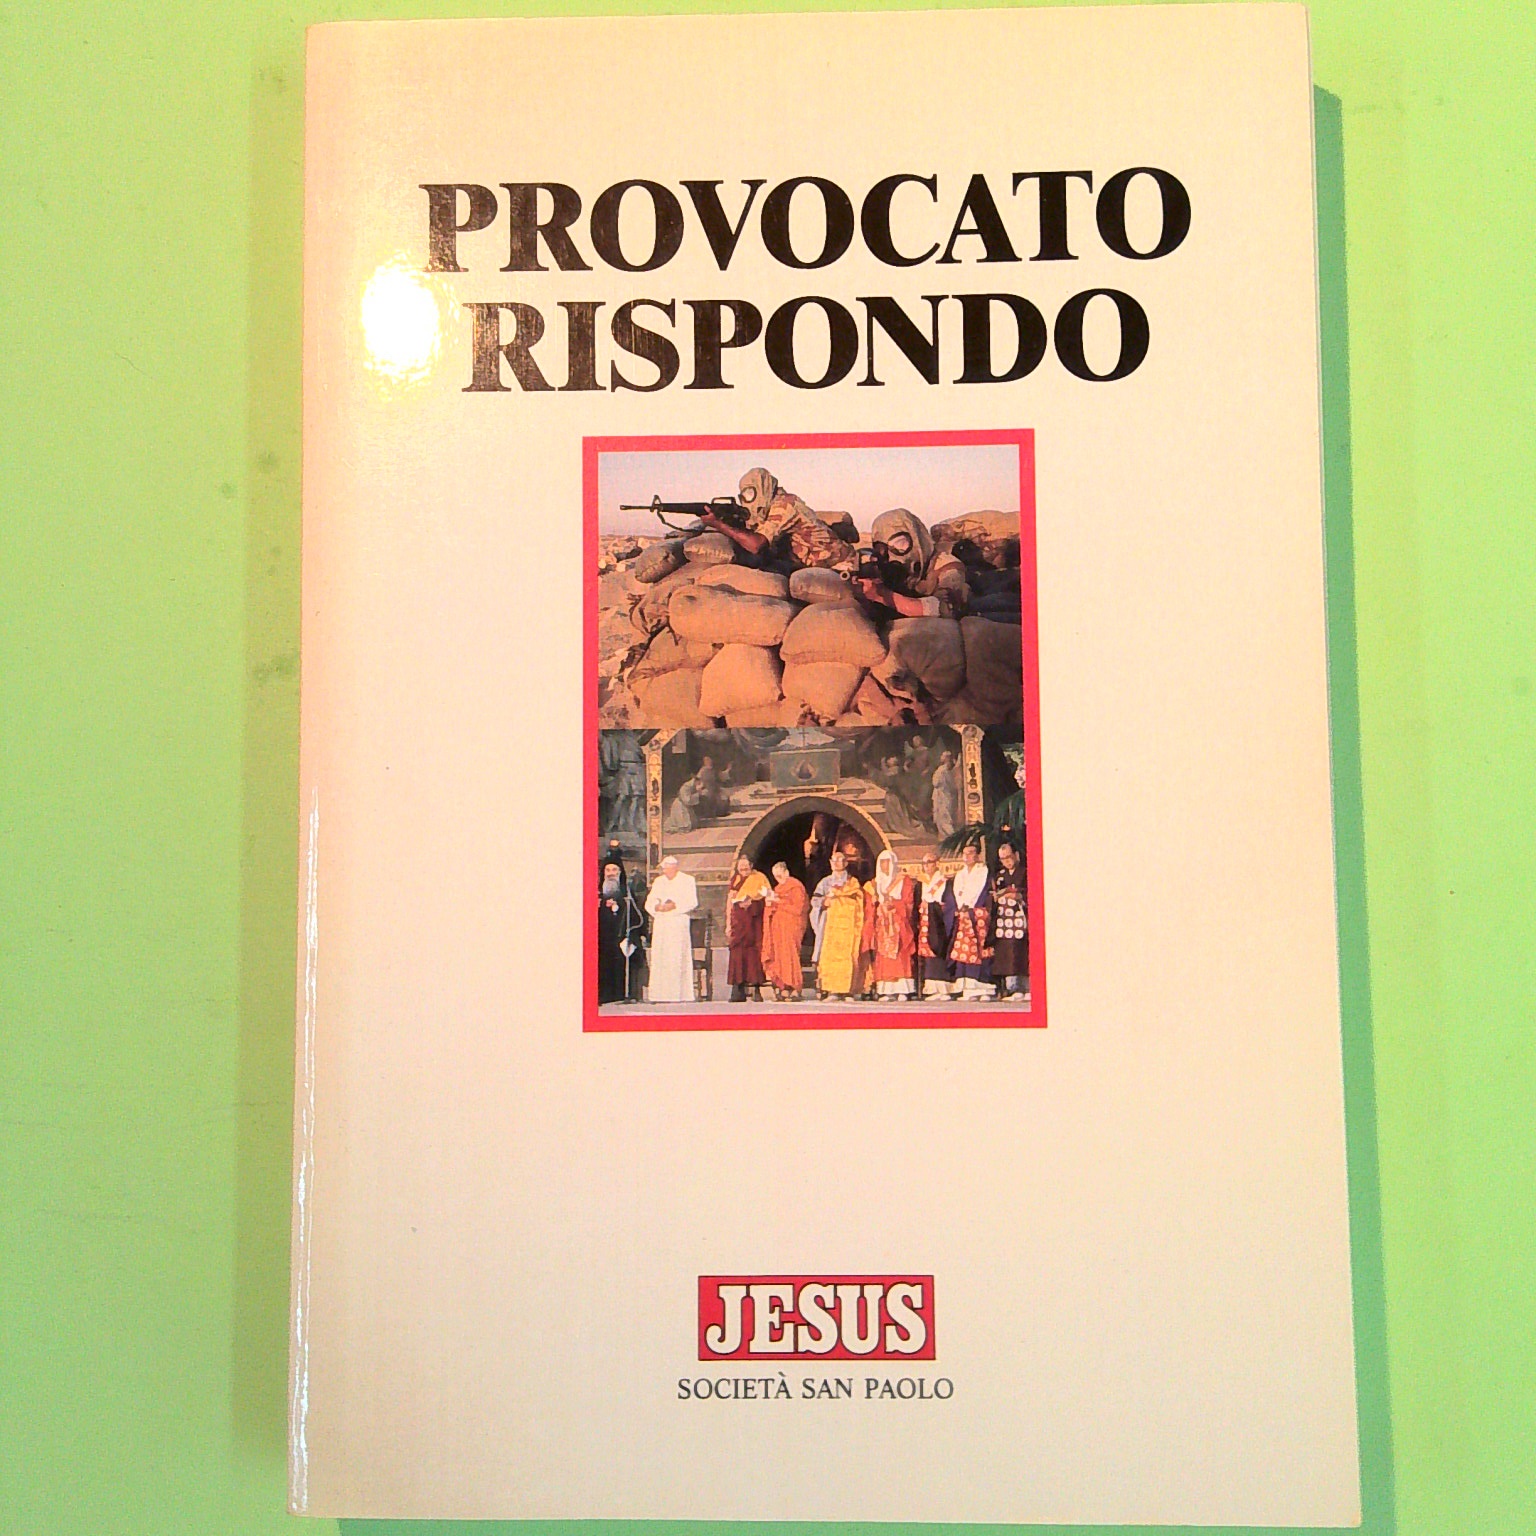 PROVOCATO
RISPONDO
JESUS
SOCIETÀ SAN PAOLO